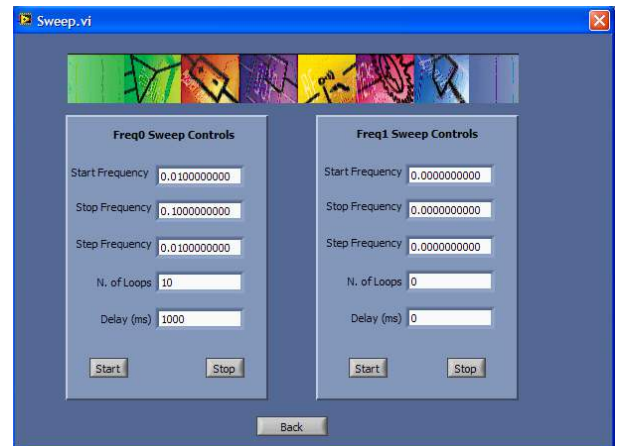 Sweep.vi
Freq0 Sweep Controls
Start Frequency 0.0100000000
Stop Frequency 0.1000000000
Step Frequency 0.0100000000
N. of Loops 10
Delay (ms) 1000
Start Stop
Freq1 Sweep Controls
Start Frequency 0.0000000000
Stop Frequency 0.0000000000
Step Frequency 0.0000000000
N. of Loops 0
Delay (ms) 0
Start Stop
Back